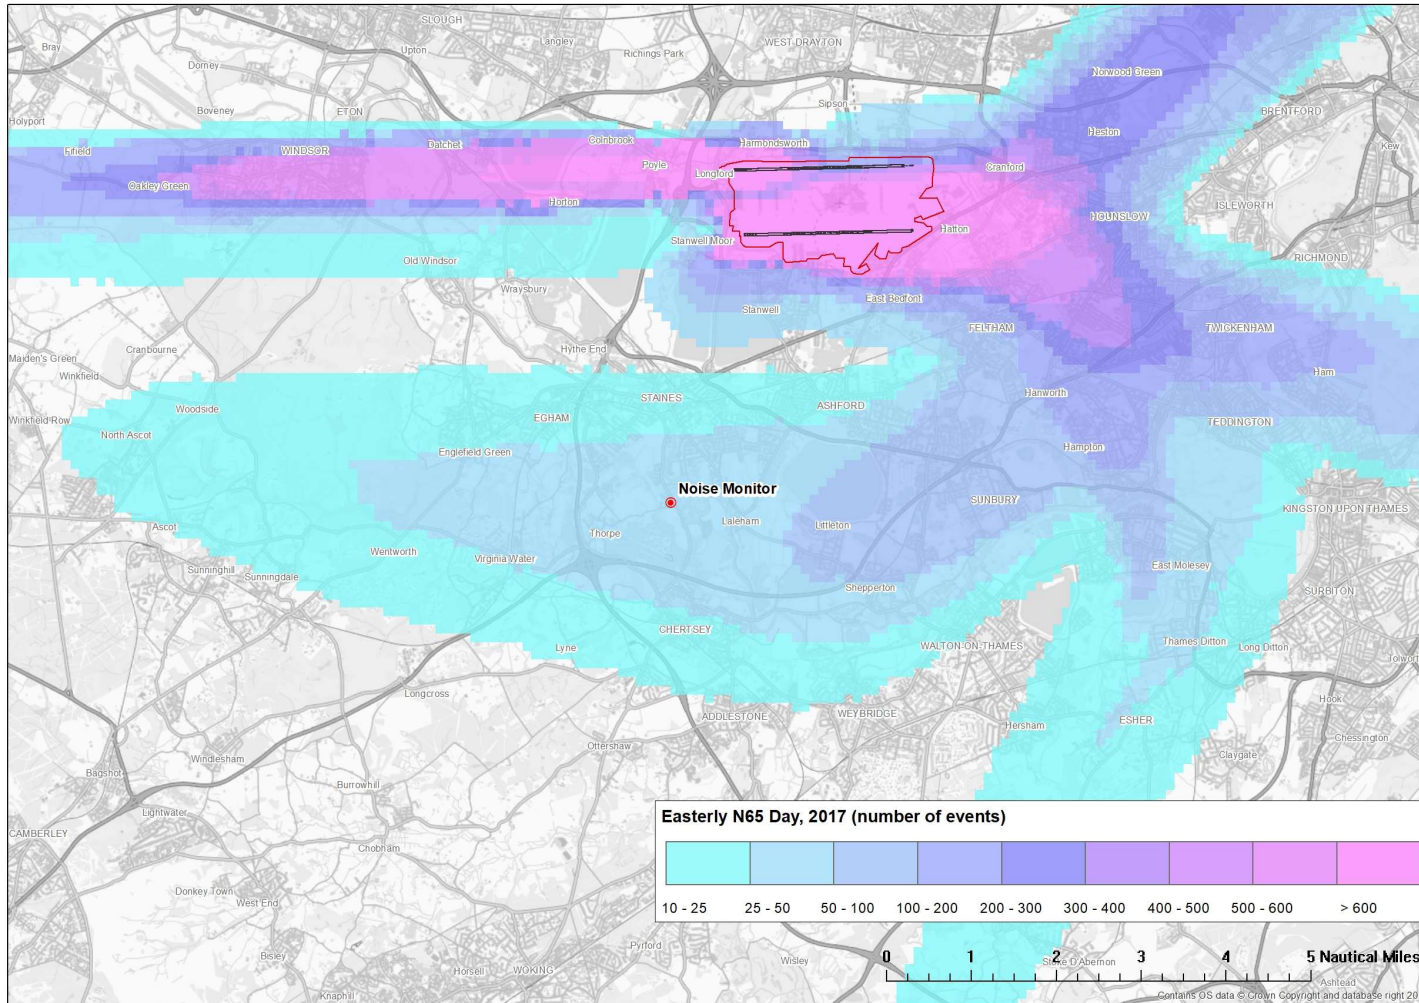 SLOUGH
Bray
Upton
Langley
Richings Park
WEST DRAYTON
Dorney
Norwood Green
Boveney
ETON
Sipson
BRENTFORD
Holyport
Heston
Fifield
WINDSOR
Datchet
Colnbrook
Harmondsworth
Kew
Poyle
Longford
Cranford
Oakley Green
Horton
ISLEWORTH
HOUNSLOW
Hatton
Stanwell Moor
Old Windsor
RICHMOND
Wraysbury
East Bedfont
Stanwell
FELTHAM
TWICKENHAM
Cranbourne
Hythe End
Maiden's Green
Winkfield
Ham
Hanworth
STAINES
Woodside
ASHFORD
EGHAM
Winkfield Row
TEDDINGTON
North Ascot
Hampton
Englefield Green
Noise Monitor
SUNBURY
KINGSTON UPON THAMES
Ascot
Laleham
Littleton
Thorpe
Wentworth
Virginia Water
East Molesey
Sunninghill
Sunningdale
Shepperton
SURBITON
CHERTSEY
Thames Ditton
Long Ditton
Lyne
WALTON-ON-THAMES
Tolwort
Longcross
Hook
ADDLESTONE
WEYBRIDGE
Hersham
ESHER
Chessington
Ottershaw
Claygate
Windlesham
Bagshot
Burrowhill
Lightwater
Easterly N65 Day, 2017 (number of events)
CAMBERLEY
Chobham
Donkey Town
West End
10 - 25 25 - 50 50 - 100 100 - 200 200 - 300 300 - 400 400 - 500 500 - 600 > 600
Pyrford
Bisley
Wisley
0 1 2 3 4 5 Nautical Miles
Stoke D'Abernon
Horsell
WOKING
Ashtead
Knaphill
Contains OS data © Crown Copyright and database right 20